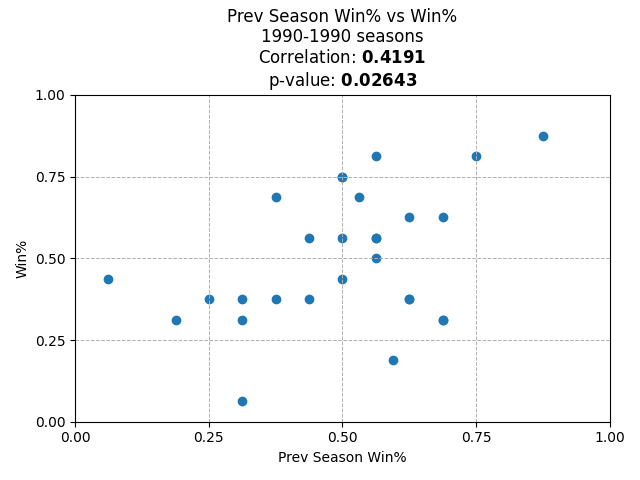 Prev Season Win% vs Win%
1990-1990 seasons
Correlation: 0.4191
p-value: 0.02643
1.00
0.75
0.50
0.25
0.00
Win%
0.00 0.25 0.50 0.75 1.00
Prev Season Win%